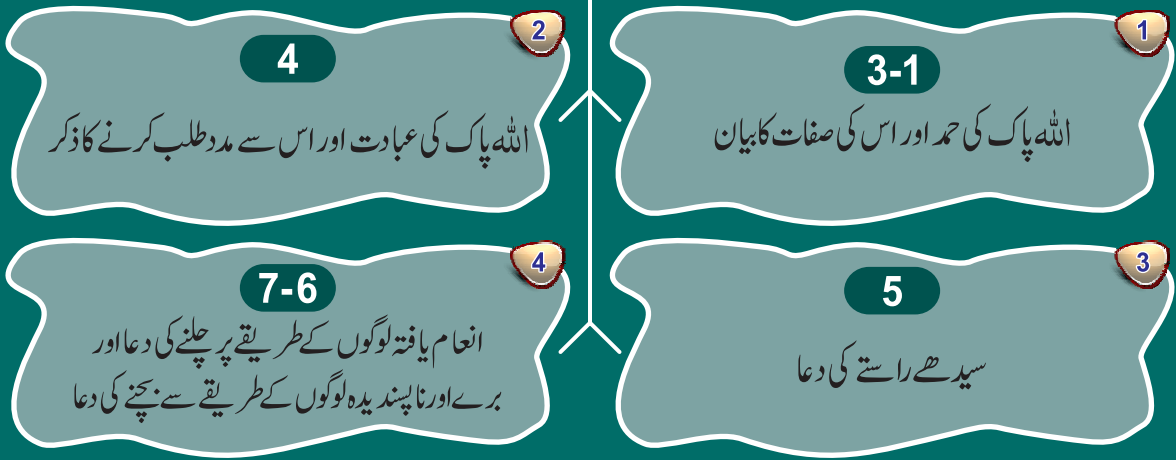 1
3-1
اللہ پاک کی حمد اور اس کی صفات کا بیان
2
4
اللہ پاک کی عبادت اور اس سے مدد طلب کرنے کا ذکر
3
5
سیدھے راستے کی دعا
4
7-6
انعام یافتہ لوگوں کے طریقے پر چلنے کی دعا اور
برے اور ناپسندیدہ لوگوں کے طریقے سے بچنے کی دعا